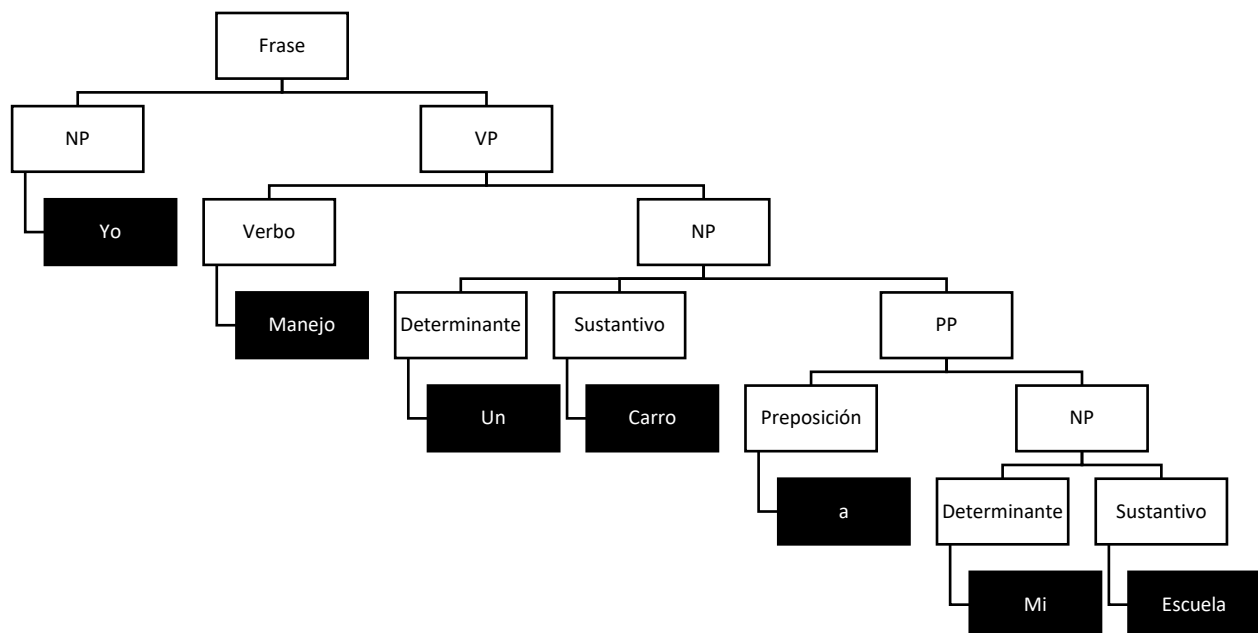 Frase
NP
VP
Yo
Verbo
NP
Manejo
Determinante
Sustantivo
PP
Un
Carro
Preposición
NP
a
Determinante
Sustantivo
Mi
Escuela